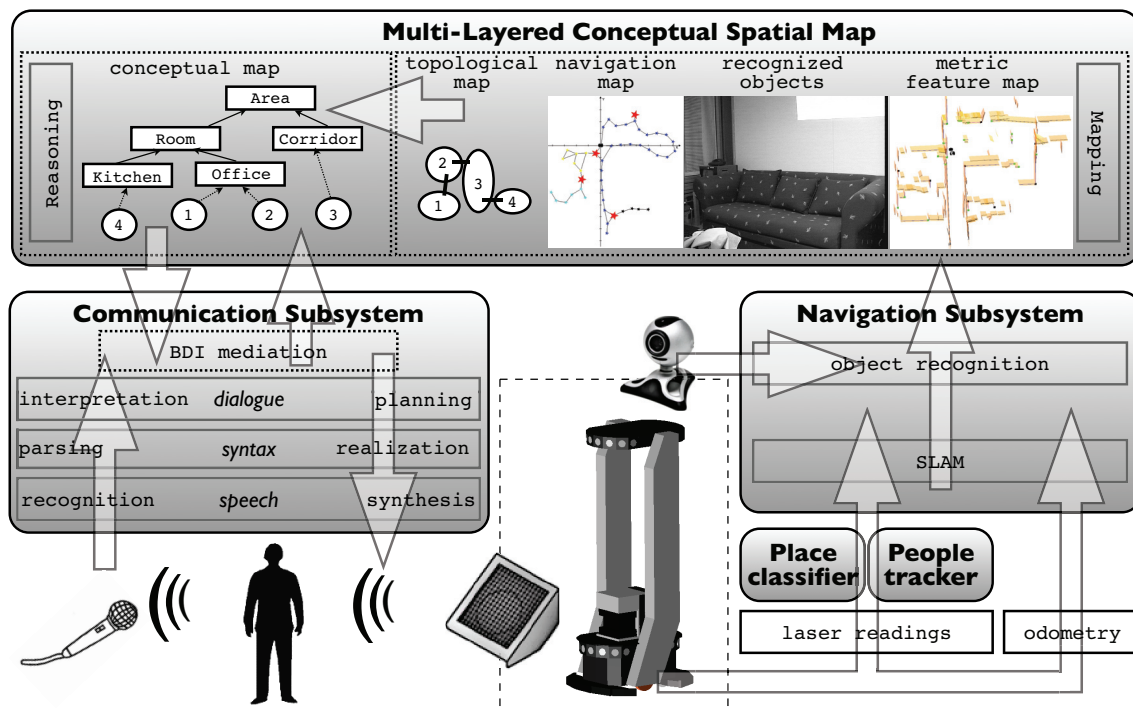 Multi-Layered Conceptual Spatial Map
Reasoning
conceptual map
Area
Room
Corridor
Kitchen
Office
4
1
2
3
topological
map
2
3
1
4
navigation
map
recognized
objects
metric
feature map
Mapping
Communication Subsystem
BDI mediation
interpretation dialogue planning
parsing syntax realization
recognition speech synthesis
Navigation Subsystem
object recognition
SLAM
Place
classifier
People
tracker
laser readings
odometry